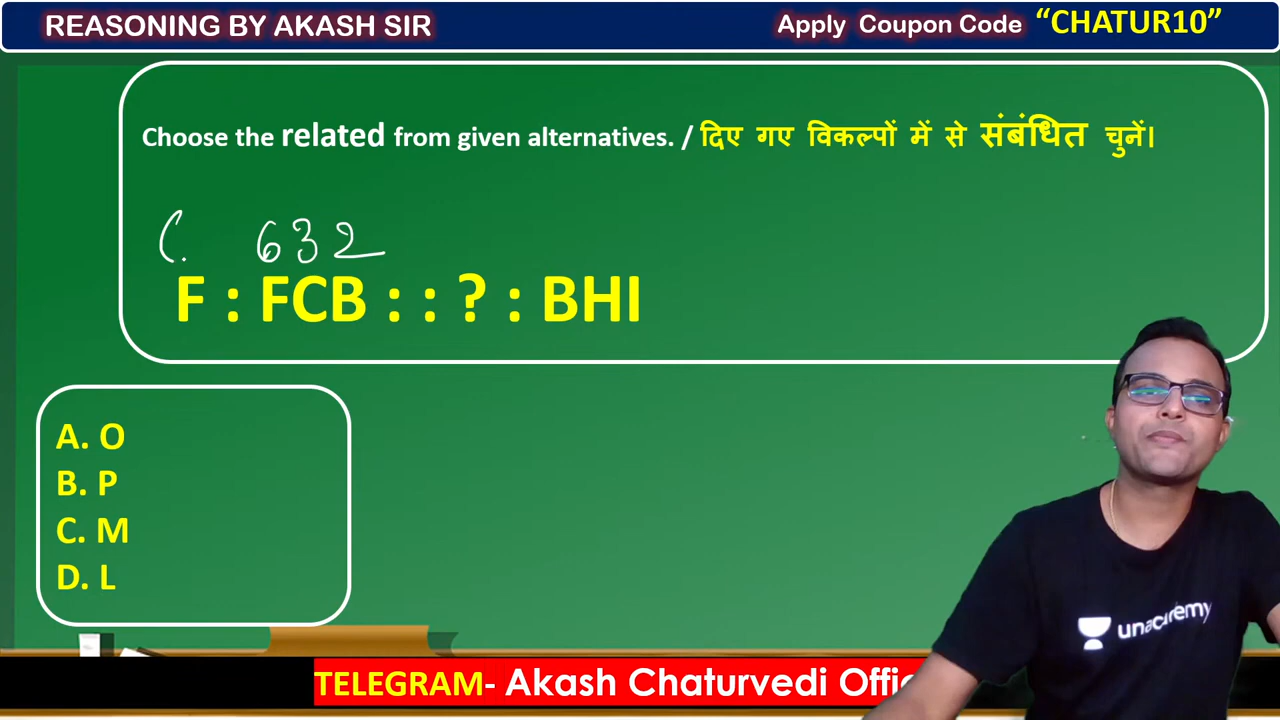 REASONING BY AKASH SIR
Apply Coupon Code "CHATUR10"
Choose the related from given alternatives. / दिए गए विकल्पों में से संबंधित चुनें।
632
F : FCB : : ? : BHI
A. O
B. P
C. M
D. L
unacademy
TELEGRAM- Akash Chaturvedi